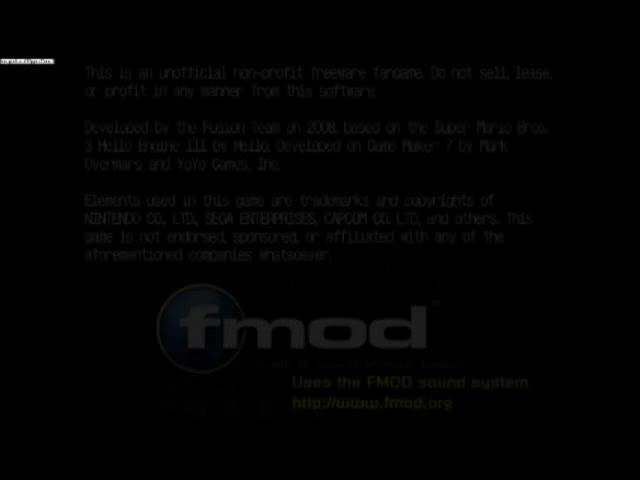 This is an unofficial non-profit freeware fangame. Do not sell, lease,
or profit in any manner from this software.
Developed by the Fusion Team on 2008, based on the Super Mario Bros.
3 Hello Engine III by Hello. Developed on Game Maker 7 by Mark
Overmars and YoYo Games, Inc.
Elements used in this game are trademarks and copyrights of
NINTENDO CO., LTD., SEGA ENTERPRISES, CAPCOM CO. LTD, and others. This
game is not endorsed, sponsored, or affiliated with any of the
aforementioned companies whatsoever.
fmod
Uses the FMOD sound system.
http://www.fmod.org